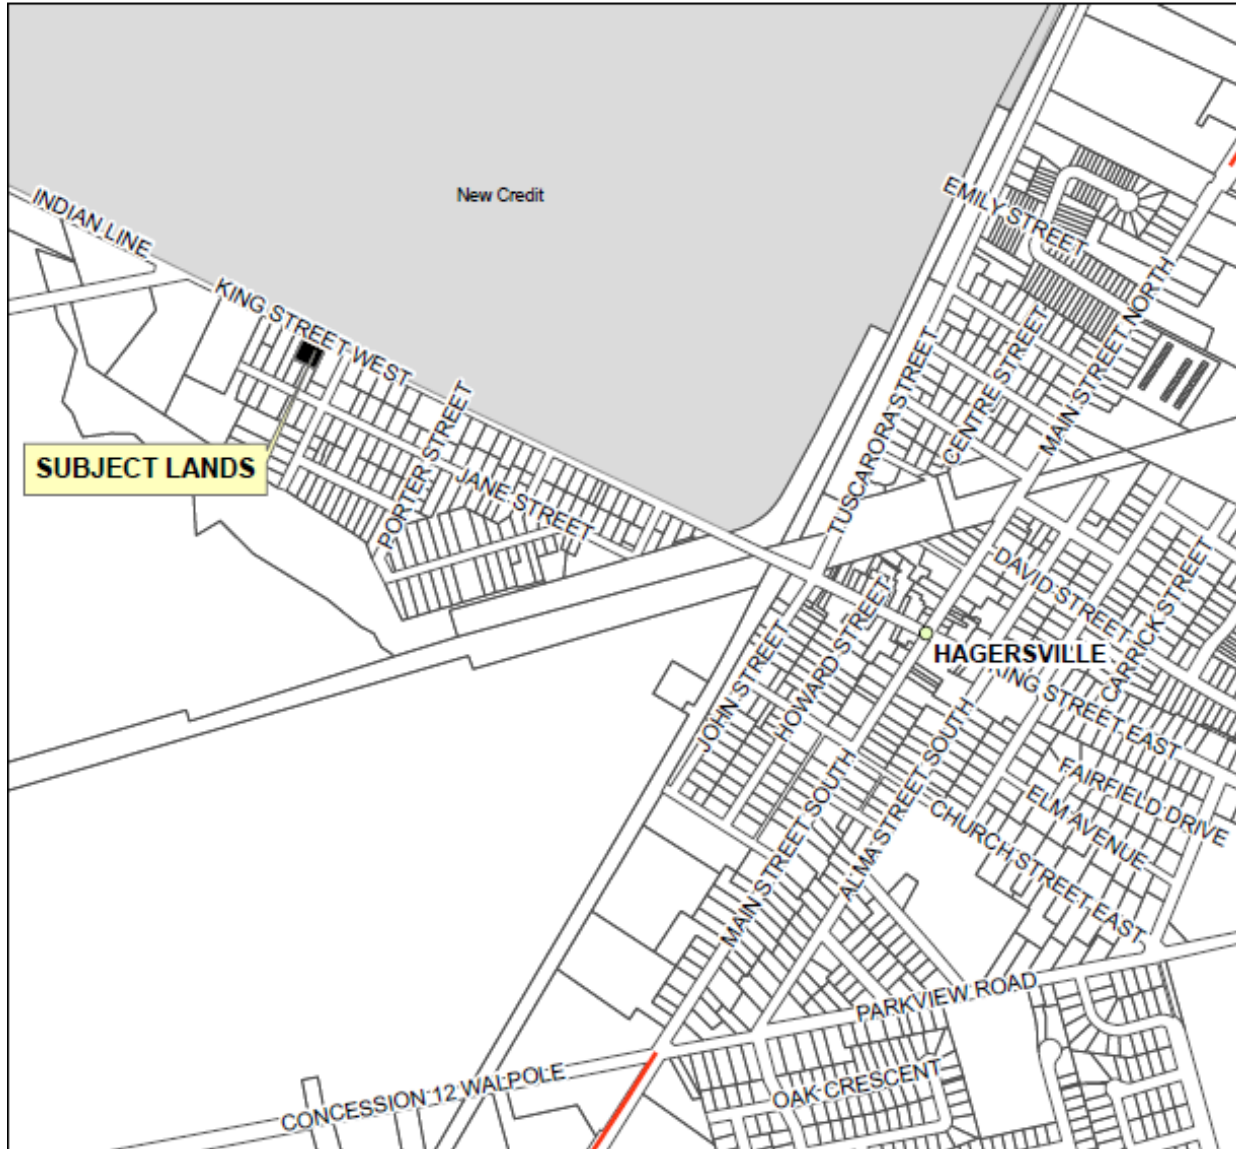 New Credit
INDIAN LINE
EMILY STREET
KING STREET WEST
MAIN STREET NORTH
CENTRE STREET
TUSCARORA STREET
PORTER STREET
SUBJECT LANDS
JANE STREET
DAVID STREET
CARRICK STREET
HOWARD STREET
JOHN STREET
HAGERSVILLE
KING STREET EAST
FAIRFIELD DRIVE
ELM AVENUE
MAIN STREET SOUTH
ALMA STREET SOUTH
CHURCH STREET EAST
PARKVIEW ROAD
OAK CRESCENT
CONCESSION 12 WALPOLE